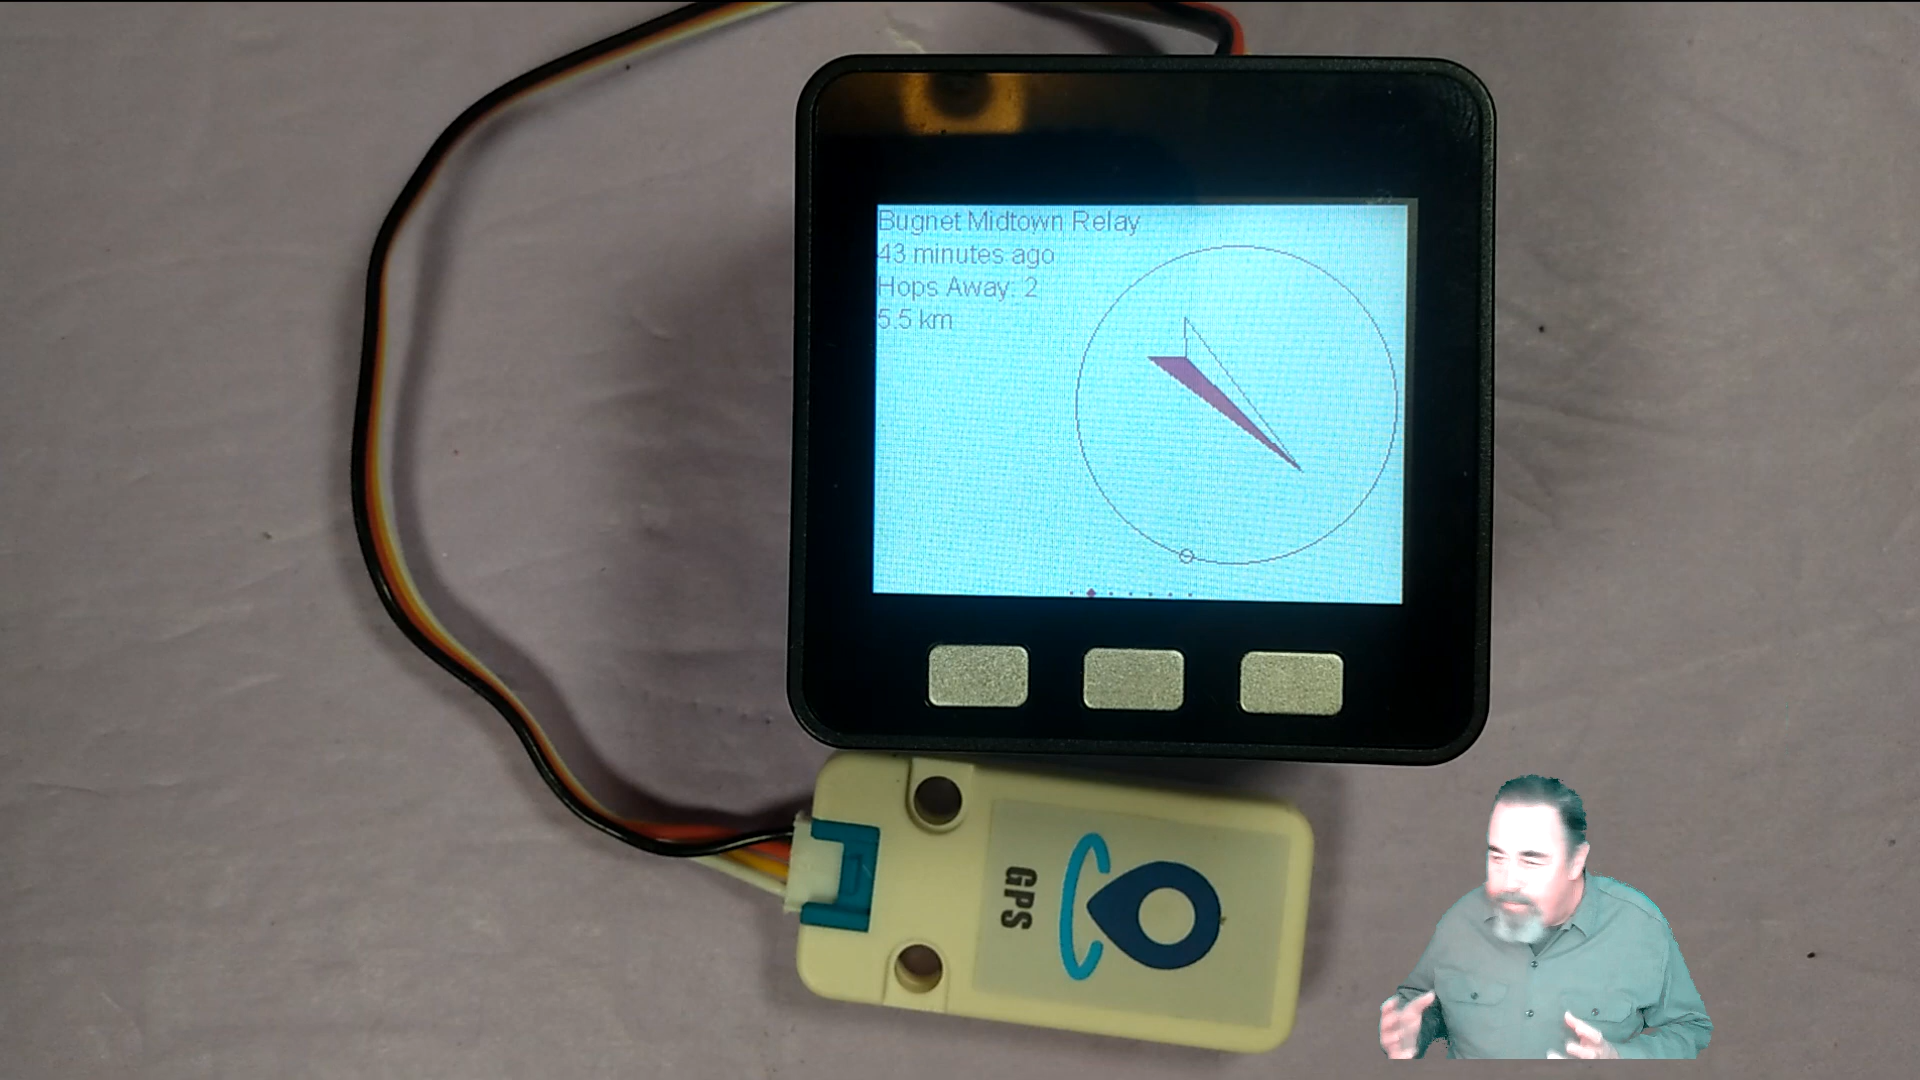 Bugnet Midtown Relay
43 minutes ago
Hops Away: 2
5.5 km
GPS